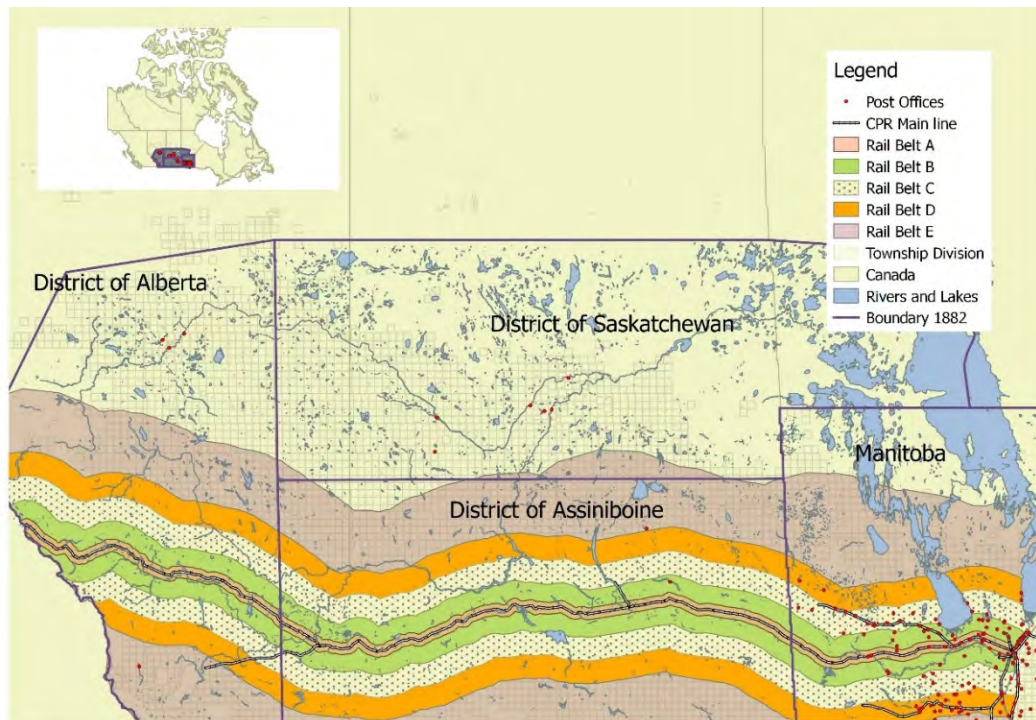 Legend
Post Offices
CPR Main line
Rail Belt A
Rail Belt B
Rail Belt C
Rail Belt D
Rail Belt E
Township Division
Canada
Rivers and Lakes
Boundary 1882
District of Alberta
District of Saskatchewan
Manitoba
District of Assiniboine